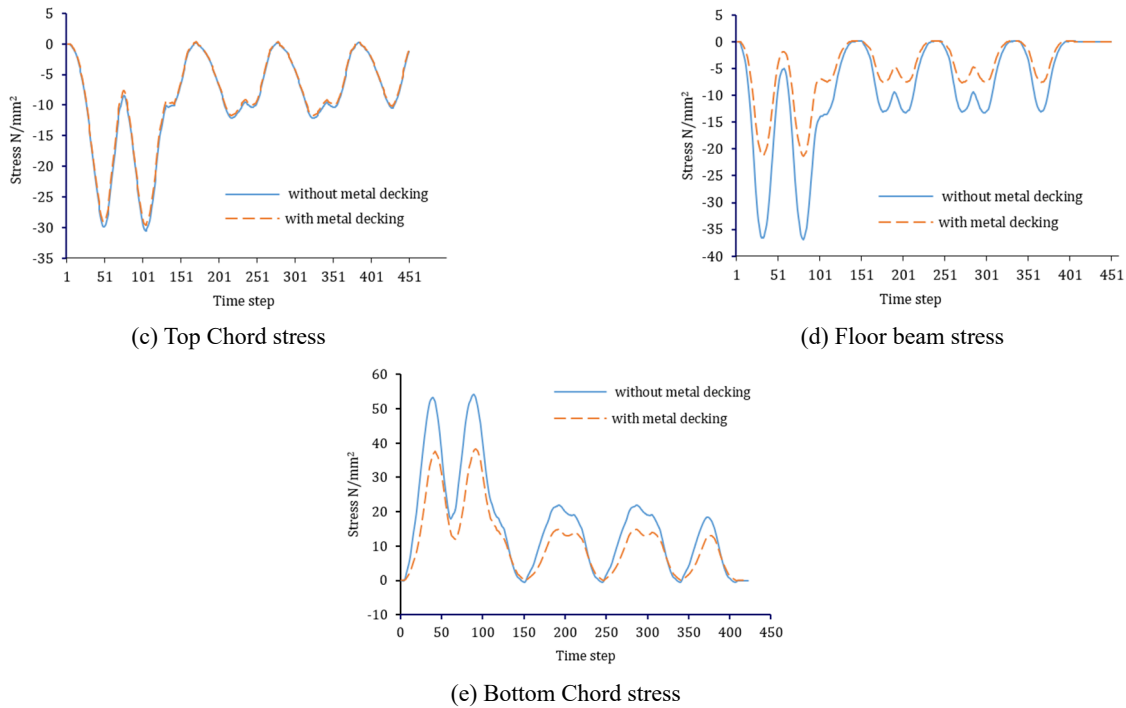 5
0
-5
-10
-15
-20
-25
-30
-35
Stress N/mm²
without metal decking
with metal decking
1 51 101 151 201 251 301 351 401 451
Time step
(c) Top Chord stress
5
0
-5
-10
-15
-20
-25
-30
-35
-40
Stress N/mm²
without metal decking
with metal decking
1 51 101 151 201 251 301 351 401 451
Time step
(d) Floor beam stress
60
50
40
30
20
10
0
-10
Stress N/mm²
without metal decking
with metal decking
0 50 100 150 200 250 300 350 400 450
Time step
(e) Bottom Chord stress